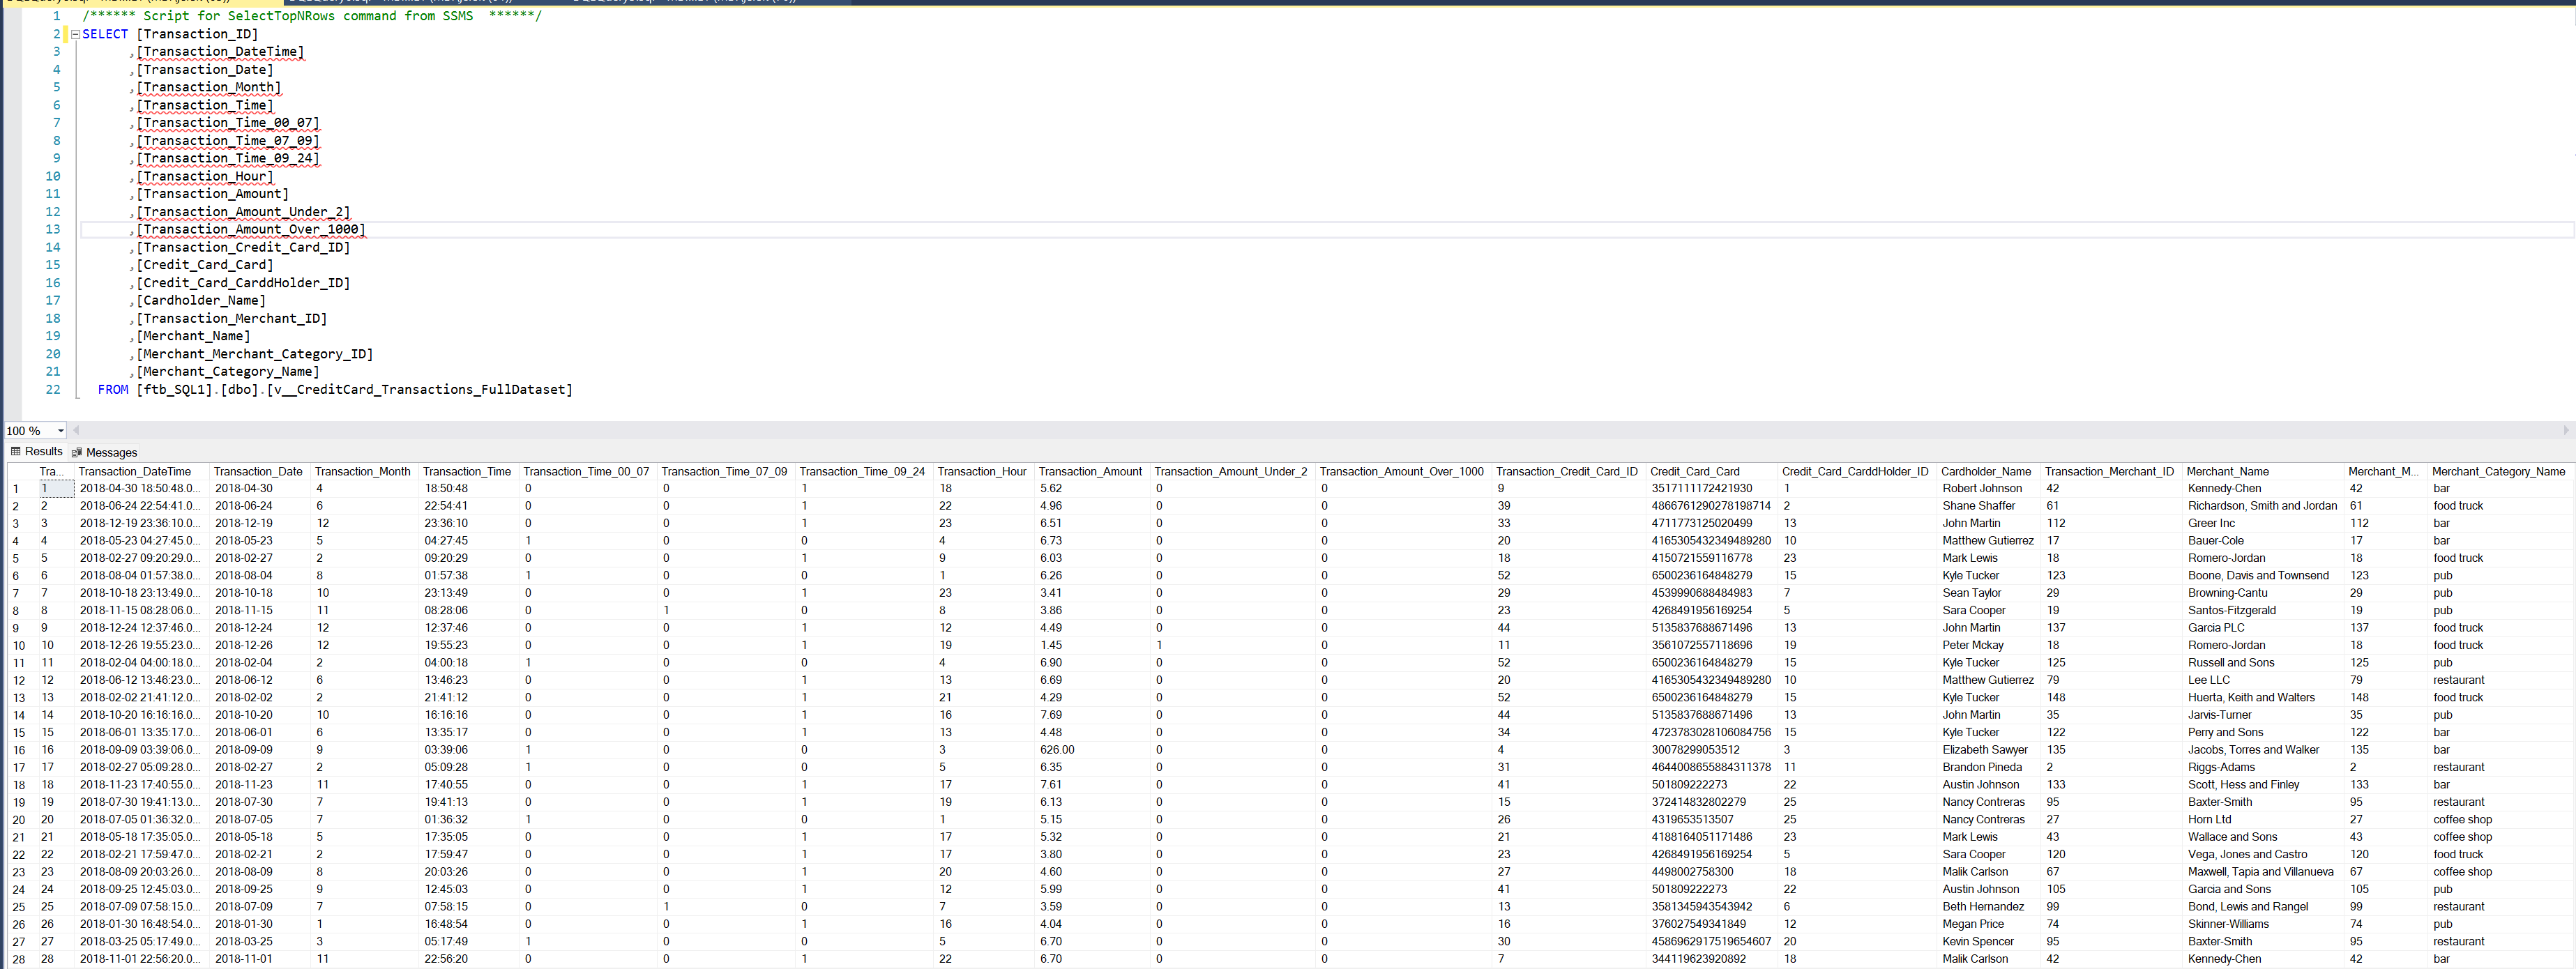 /****** Script for SelectTopNRows command from SSMS  ******/
SELECT [Transaction_ID]
,[Transaction_DateTime]
,[Transaction_Date]
,[Transaction_Month]
,[Transaction_Time]
,[Transaction_Time_00_07]
,[Transaction_Time_07_09]
,[Transaction_Time_09_24]
,[Transaction_Hour]
,[Transaction_Amount]
,[Transaction_Amount_Under_2]
,[Transaction_Amount_Over_1000]
,[Transaction_Credit_Card_ID]
,[Credit_Card_Card]
,[Credit_Card_CarddHolder_ID]
,[Cardholder_Name]
,[Transaction_Merchant_ID]
,[Merchant_Name]
,[Merchant_Merchant_Category_ID]
,[Merchant_Category_Name]
FROM [ftb_SQL1].[dbo].[v__CreditCard_Transactions_FullDataset]
100 %
Results Messages
Tra... Transaction_DateTime Transaction_Date Transaction_Month Transaction_Time Transaction_Time_00_07 Transaction_Time_07_09 Transaction_Time_09_24 Transaction_Hour Transaction_Amount Transaction_Amount_Under_2 Transaction_Amount_Over_1000 Transaction_Credit_Card_ID Credit_Card_Card Credit_Card_CarddHolder_ID Cardholder_Name Transaction_Merchant_ID Merchant_Name Merchant_M... Merchant_Category_Name
1 1 2018-04-30 18:50:48.0... 2018-04-30 4 18:50:48 0 0 1 18 5.62 0 0 9 3517111172421930 1 Robert Johnson 42 Kennedy-Chen 42 bar
2 2 2018-06-24 22:54:41.0... 2018-06-24 6 22:54:41 0 0 1 22 4.96 0 0 39 4866761290278198714 2 Shane Shaffer 61 Richardson, Smith and Jordan 61 food truck
3 3 2018-12-19 23:36:10.0... 2018-12-19 12 23:36:10 0 0 1 23 6.51 0 0 33 4711773125020499 13 John Martin 112 Greer Inc 112 bar
4 4 2018-05-23 04:27:45.0... 2018-05-23 5 04:27:45 1 0 0 4 6.73 0 0 20 4165305432349489280 10 Matthew Gutierrez 17 Bauer-Cole 17 bar
5 5 2018-02-27 09:20:29.0... 2018-02-27 2 09:20:29 0 0 1 9 6.03 0 0 18 4150721559116778 23 Mark Lewis 18 Romero-Jordan 18 food truck
6 6 2018-08-04 01:57:38.0... 2018-08-04 8 01:57:38 1 0 0 1 6.26 0 0 52 6500236164848279 15 Kyle Tucker 123 Boone, Davis and Townsend 123 pub
7 7 2018-10-18 23:13:49.0... 2018-10-18 10 23:13:49 0 0 1 23 3.41 0 0 29 4539990688484983 7 Sean Taylor 29 Browning-Cantu 29 pub
8 8 2018-11-15 08:28:06.0... 2018-11-15 11 08:28:06 0 1 0 8 3.86 0 0 23 4268491956169254 5 Sara Cooper 19 Santos-Fitzgerald 19 pub
9 9 2018-12-24 12:37:46.0... 2018-12-24 12 12:37:46 0 0 1 12 4.49 0 0 44 5135837688671496 13 John Martin 137 Garcia PLC 137 food truck
10 10 2018-12-26 19:55:23.0... 2018-12-26 12 19:55:23 0 0 1 19 1.45 1 0 11 3561072557118696 19 Peter Mckay 18 Romero-Jordan 18 food truck
11 11 2018-02-04 04:00:18.0... 2018-02-04 2 04:00:18 1 0 0 4 6.90 0 0 52 6500236164848279 15 Kyle Tucker 125 Russell and Sons 125 pub
12 12 2018-06-12 13:46:23.0... 2018-06-12 6 13:46:23 0 0 1 13 6.69 0 0 20 4165305432349489280 10 Matthew Gutierrez 79 Lee LLC 79 restaurant
13 13 2018-02-02 21:41:12.0... 2018-02-02 2 21:41:12 0 0 1 21 4.29 0 0 52 6500236164848279 15 Kyle Tucker 148 Huerta, Keith and Walters 148 food truck
14 14 2018-10-20 16:16:16.0... 2018-10-20 10 16:16:16 0 0 1 16 7.69 0 0 44 5135837688671496 13 John Martin 35 Jarvis-Turner 35 pub
15 15 2018-06-01 13:35:17.0... 2018-06-01 6 13:35:17 0 0 1 13 4.48 0 0 34 4723783028106084756 15 Kyle Tucker 122 Perry and Sons 122 bar
16 16 2018-09-09 03:39:06.0... 2018-09-09 9 03:39:06 1 0 0 3 626.00 0 0 4 30078299053512 3 Elizabeth Sawyer 135 Jacobs, Torres and Walker 135 bar
17 17 2018-02-27 05:09:28.0... 2018-02-27 2 05:09:28 1 0 0 5 6.35 0 0 31 4644008655884311378 11 Brandon Pineda 2 Riggs-Adams 2 restaurant
18 18 2018-11-23 17:40:55.0... 2018-11-23 11 17:40:55 0 0 1 17 7.61 0 0 41 501809222273 22 Austin Johnson 133 Scott, Hess and Finley 133 bar
19 19 2018-07-30 19:41:13.0... 2018-07-30 7 19:41:13 0 0 1 19 6.13 0 0 15 372414832802279 25 Nancy Contreras 95 Baxter-Smith 95 restaurant
20 20 2018-07-05 01:36:32.0... 2018-07-05 7 01:36:32 1 0 0 1 5.15 0 0 26 4319653513507 25 Nancy Contreras 27 Horn Ltd 27 coffee shop
21 21 2018-05-18 17:35:05.0... 2018-05-18 5 17:35:05 0 0 1 17 5.32 0 0 21 4188164051171486 23 Mark Lewis 43 Wallace and Sons 43 coffee shop
22 22 2018-02-21 17:59:47.0... 2018-02-21 2 17:59:47 0 0 1 17 3.80 0 0 23 4268491956169254 5 Sara Cooper 120 Vega, Jones and Castro 120 food truck
23 23 2018-08-09 20:03:26.0... 2018-08-09 8 20:03:26 0 0 1 20 4.60 0 0 27 4498002758300 18 Malik Carlson 67 Maxwell, Tapia and Villanueva 67 coffee shop
24 24 2018-09-25 12:45:03.0... 2018-09-25 9 12:45:03 0 0 1 12 5.99 0 0 41 501809222273 22 Austin Johnson 105 Garcia and Sons 105 pub
25 25 2018-07-09 07:58:15.0... 2018-07-09 7 07:58:15 0 1 0 7 3.59 0 0 13 3581345943543942 6 Beth Hernandez 99 Bond, Lewis and Rangel 99 restaurant
26 26 2018-01-30 16:48:54.0... 2018-01-30 1 16:48:54 0 0 1 16 4.04 0 0 16 376027549341849 12 Megan Price 74 Skinner-Williams 74 pub
27 27 2018-03-25 05:17:49.0... 2018-03-25 3 05:17:49 1 0 0 5 6.70 0 0 30 4586962917519654607 20 Kevin Spencer 95 Baxter-Smith 95 restaurant
28 28 2018-11-01 22:56:20.0... 2018-11-01 11 22:56:20 0 0 1 22 6.70 0 0 7 344119623920892 18 Malik Carlson 42 Kennedy-Chen 42 bar